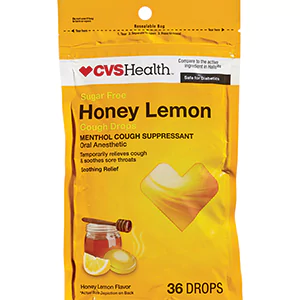 Resealable Bag
CVSHealth.
Compare to the active
ingredient in Halls®*
Safe for Diabetics
Sugar Free
Honey Lemon
Cough Drops
MENTHOL COUGH SUPPRESSANT
Oral Anesthetic
Temporarily relieves cough
& soothes sore throats
Soothing Relief
Honey Lemon Flavor
36 DROPS